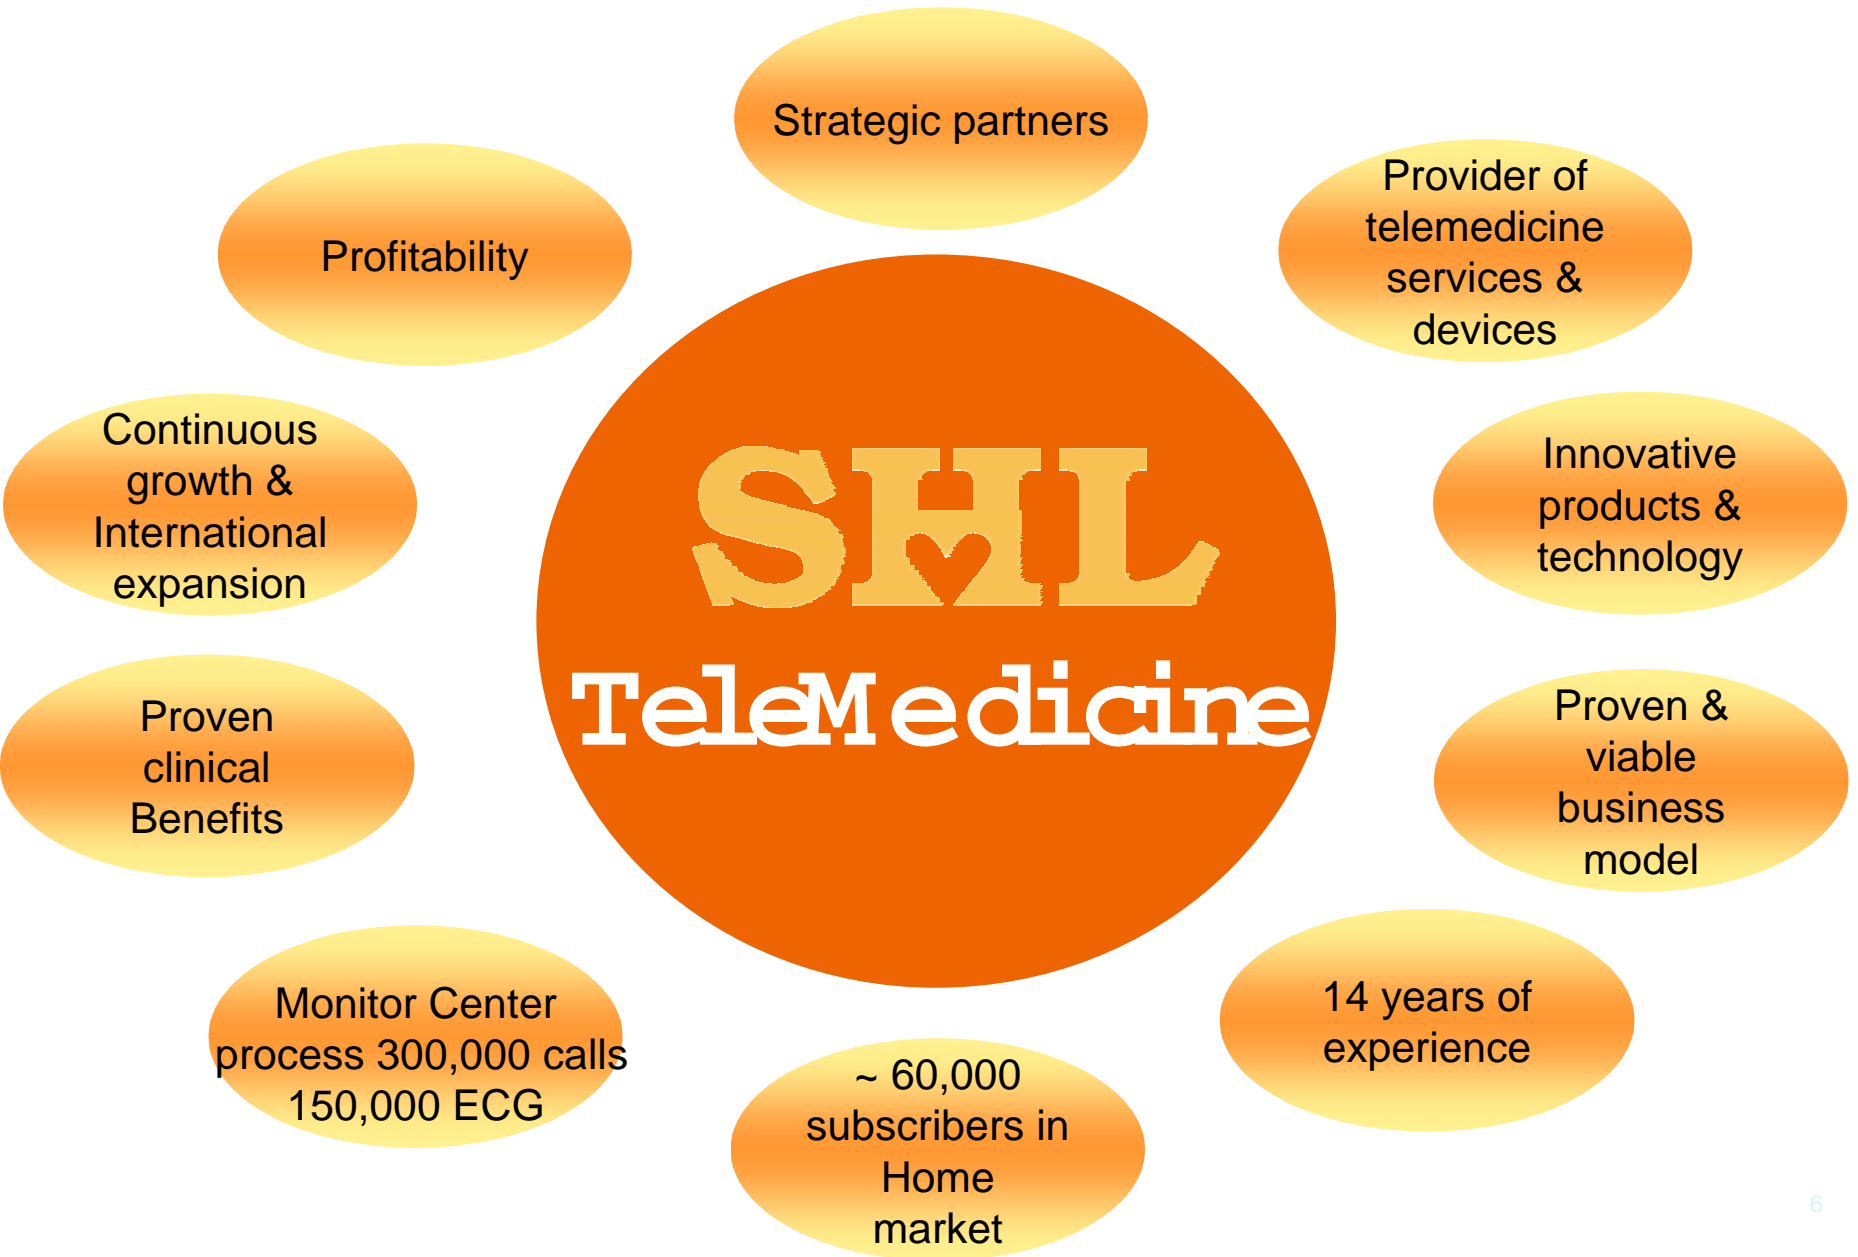 Strategic partners
Provider of
telemedicine
services &
devices
Profitability
Continuous
growth &
International
expansion
Innovative
products &
technology
SHL
TeleMedicine
Proven
clinical
Benefits
Proven &
viable
business
model
Monitor Center
process 300,000 calls
150,000 ECG
14 years of
experience
~ 60,000
subscribers in
Home
market
6